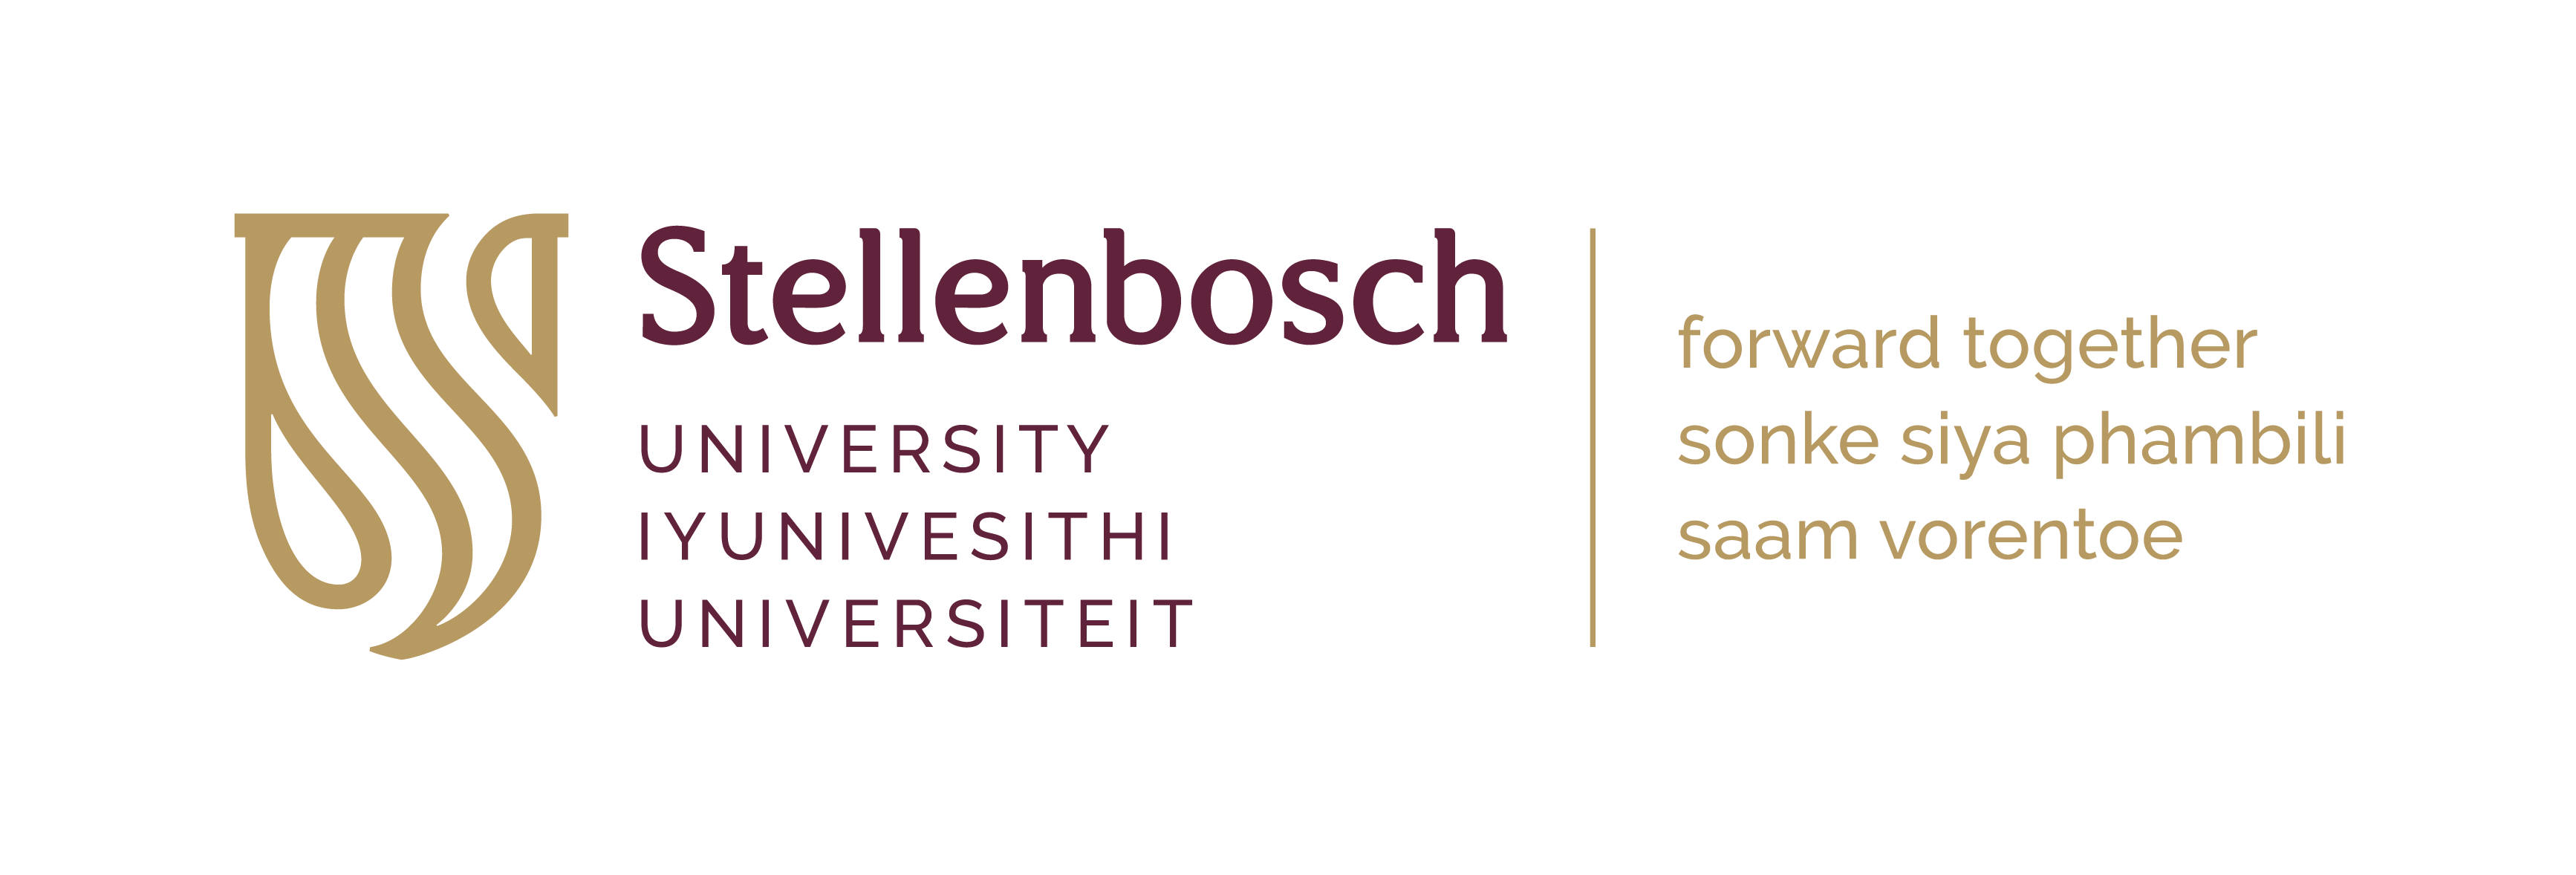 Stellenbosch
UNIVERSITY
IYUNIVESITHI
UNIVERSITEIT
forward together
sonke siya phambili
saam vorentoe